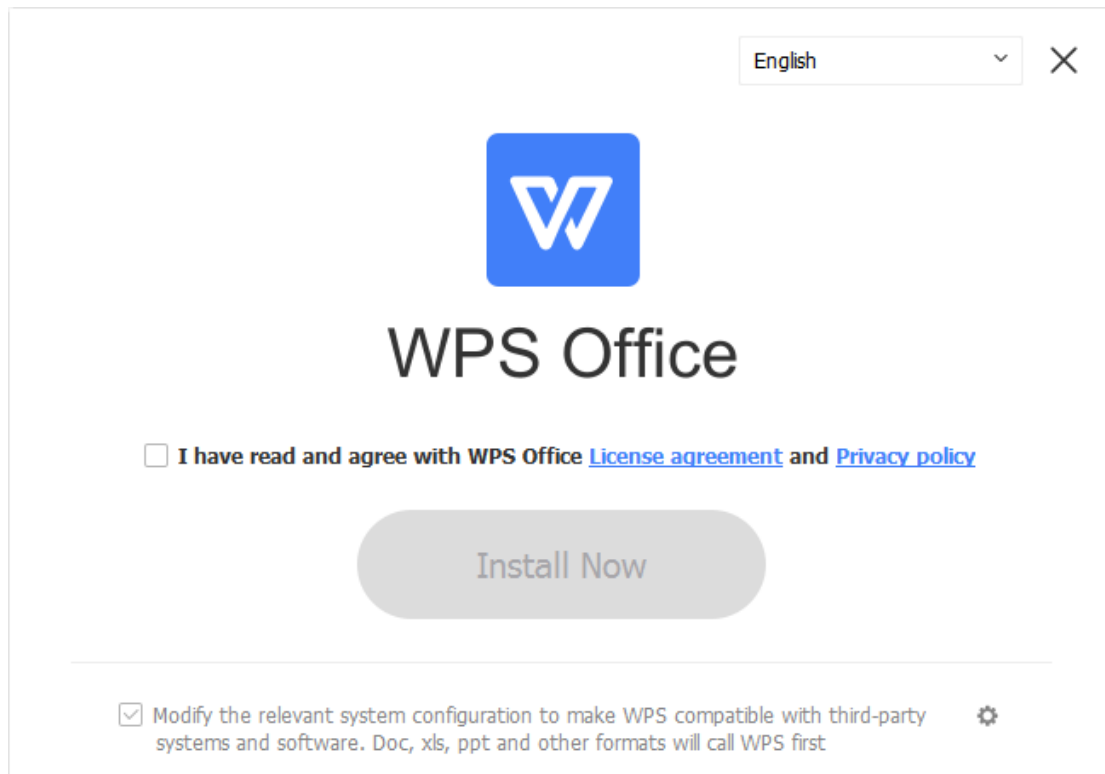 English
WPS Office
I have read and agree with WPS Office License agreement and Privacy policy
Install Now
Modify the relevant system configuration to make WPS compatible with third-party
systems and software. Doc, xls, ppt and other formats will call WPS first